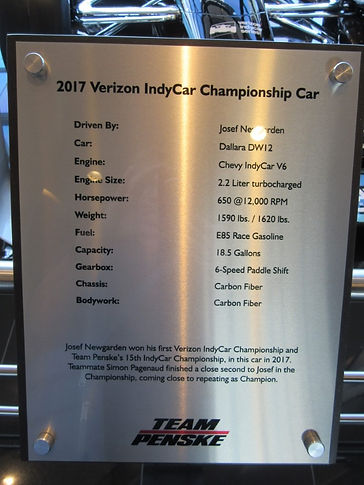 2017 Verizon IndyCar Championship Car
Driven By: Josef Newgarden
Car: Dallara DW12
Engine: Chevy IndyCar V6
Engine Size: 2.2 Liter turbocharged
Horsepower: 650 @12,000 RPM
Weight: 1590 lbs. / 1620 lbs.
Fuel: E85 Race Gasoline
Capacity: 18.5 Gallons
Gearbox: 6-Speed Paddle Shift
Chassis: Carbon Fiber
Bodywork: Carbon Fiber
Josef Newgarden won his first Verizon IndyCar Championship and
Team Penske's 15th IndyCar Championship, in this car in 2017.
Teammate Simon Pagenaud finished a close second to Josef in the
Championship, coming close to repeating as Champion.
TEAM
PENSKE